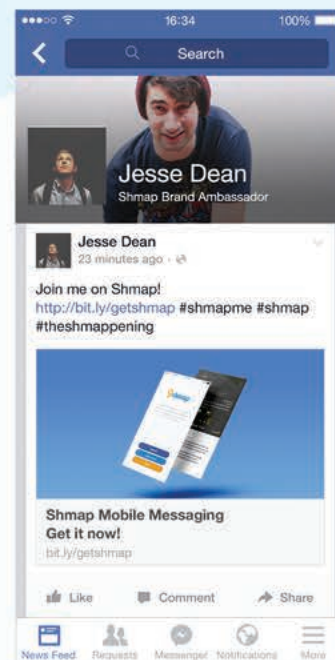 16:34 100%
Search
Jesse Dean
Shmap Brand Ambassador
Jesse Dean
23 minutes ago
Join me on Shmap!
http://bit.ly/getshmap #shmapme #shmap
#theshmappening
Shmap
Shmap Mobile Messaging
Get it now!
bit.ly/getshmap
Like Comment Share
News Feed Requests Messenger Notifications More